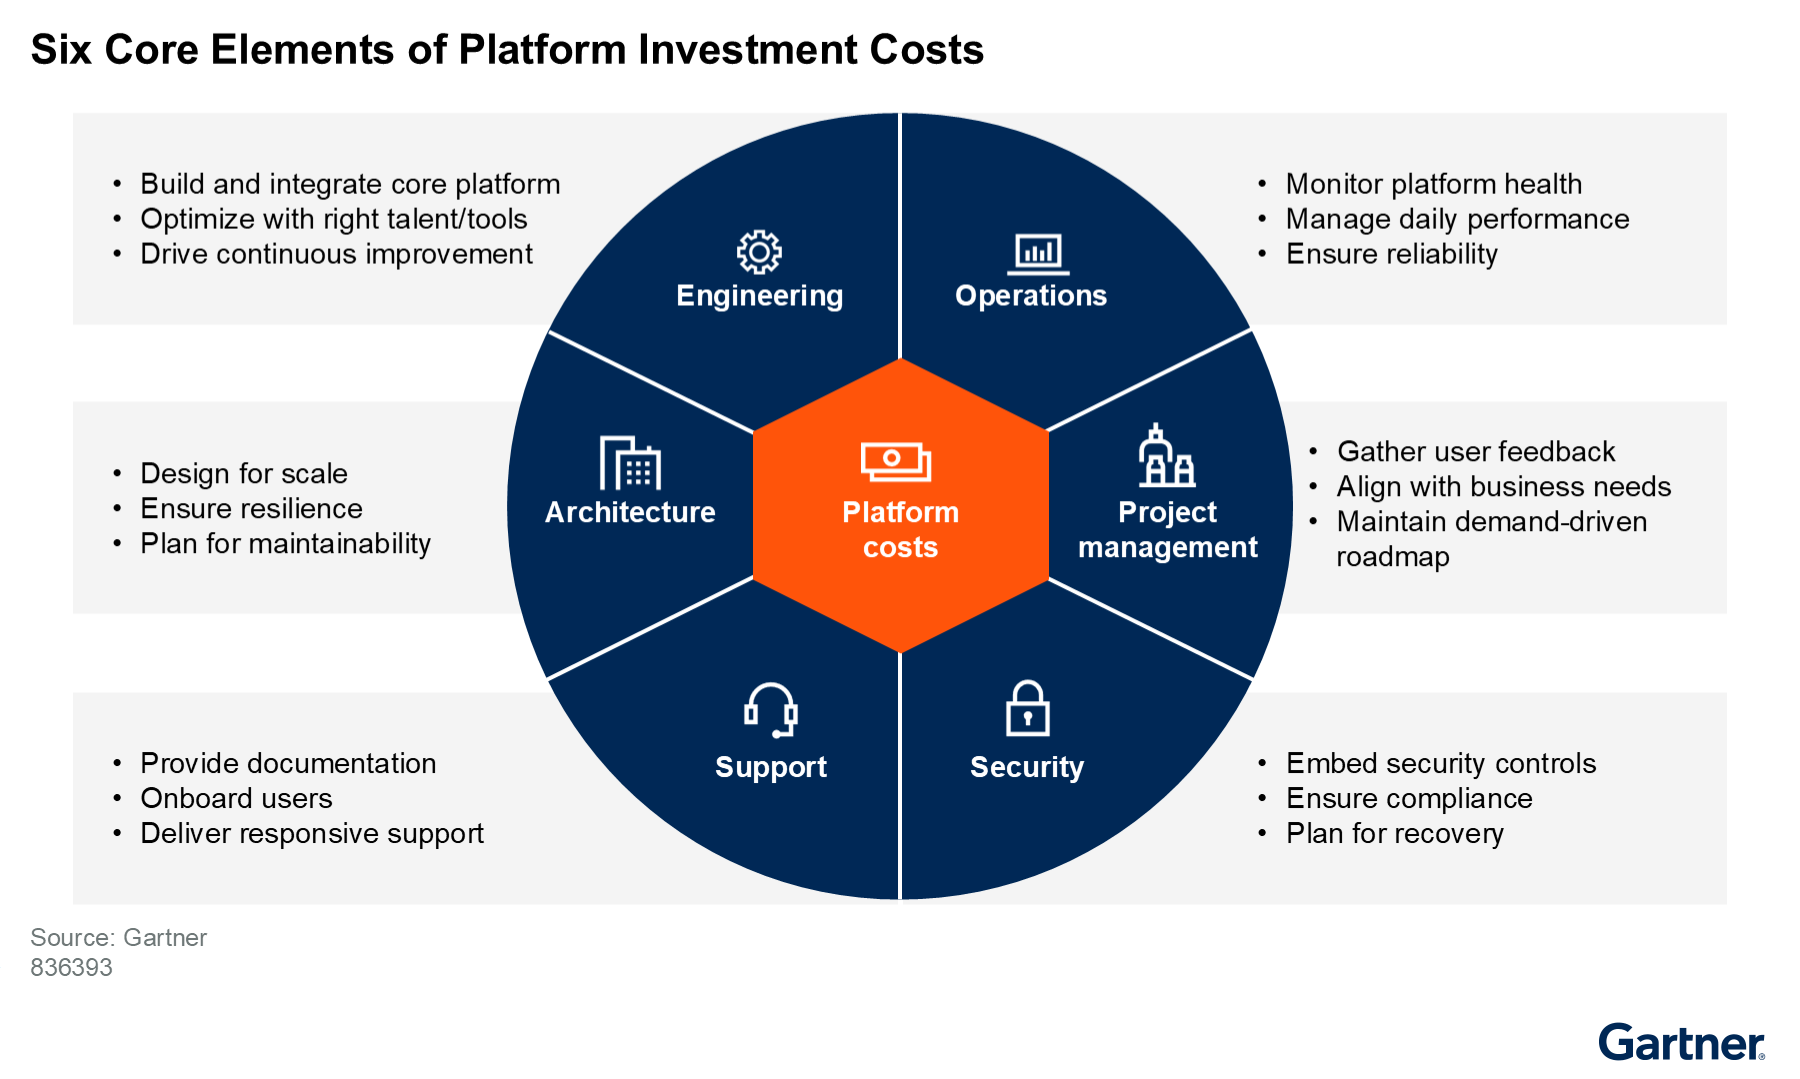 Six Core Elements of Platform Investment Costs
• Build and integrate core platform
• Optimize with right talent/tools
• Drive continuous improvement
Engineering
Operations
• Monitor platform health
• Manage daily performance
• Ensure reliability
• Design for scale
• Ensure resilience
• Plan for maintainability
Architecture
Platform
costs
Project
management
• Gather user feedback
• Align with business needs
• Maintain demand-driven
roadmap
• Provide documentation
• Onboard users
• Deliver responsive support
Support
Security
• Embed security controls
• Ensure compliance
• Plan for recovery
Source: Gartner
836393
Gartner®